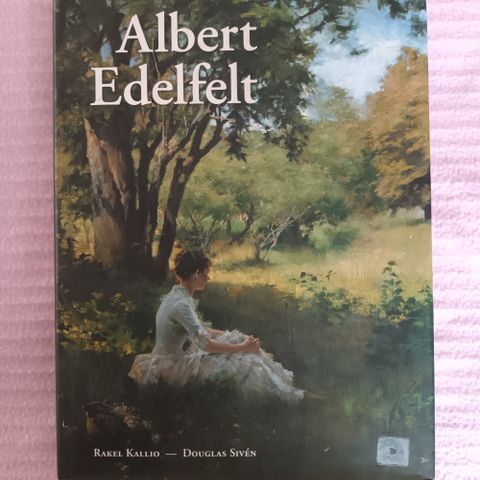 Albert
Edelfelt
Rakel Kallio — Douglas Sivén